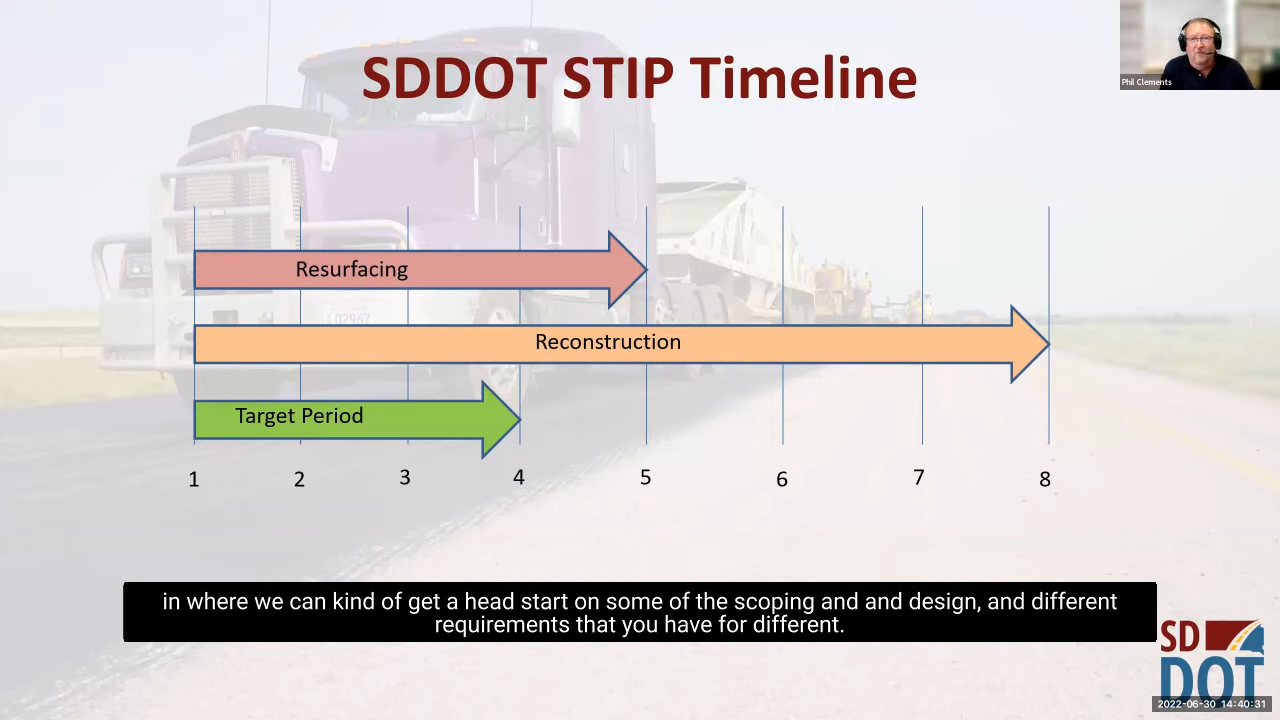 SDDOT STIP Timeline
Phil Clements
Resurfacing
L02967
Reconstruction
Target Period
1 2 3 4 5 6 7 8
in where we can kind of get a head start on some of the scoping and and design, and different
requirements that you have for different.
SD
DOT
2022-06-30 14:40:31